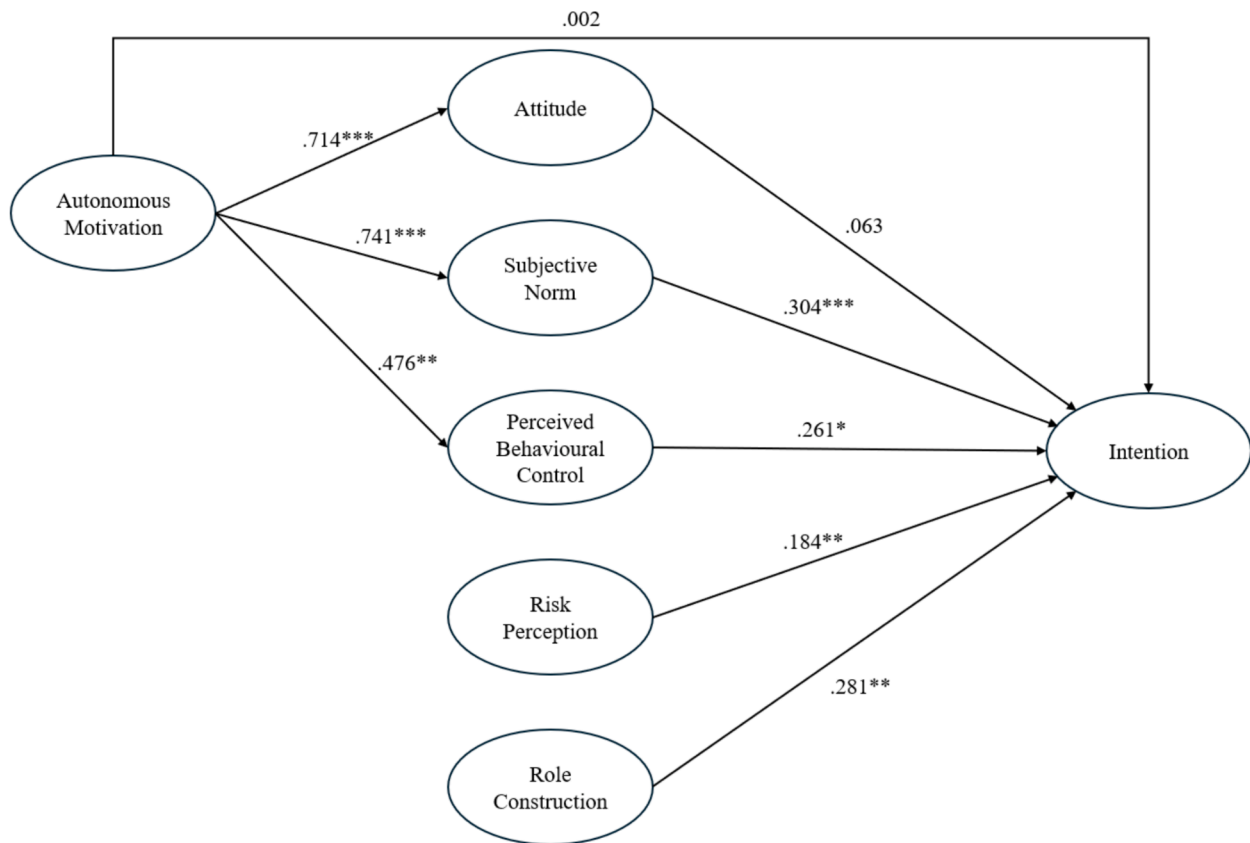 .002
Attitude
.714***
Autonomous
Motivation
.063
.741***
Subjective
Norm
.304***
.476**
Perceived
Behavioural
Control
.261*
Intention
.184**
Risk
Perception
.281**
Role
Construction